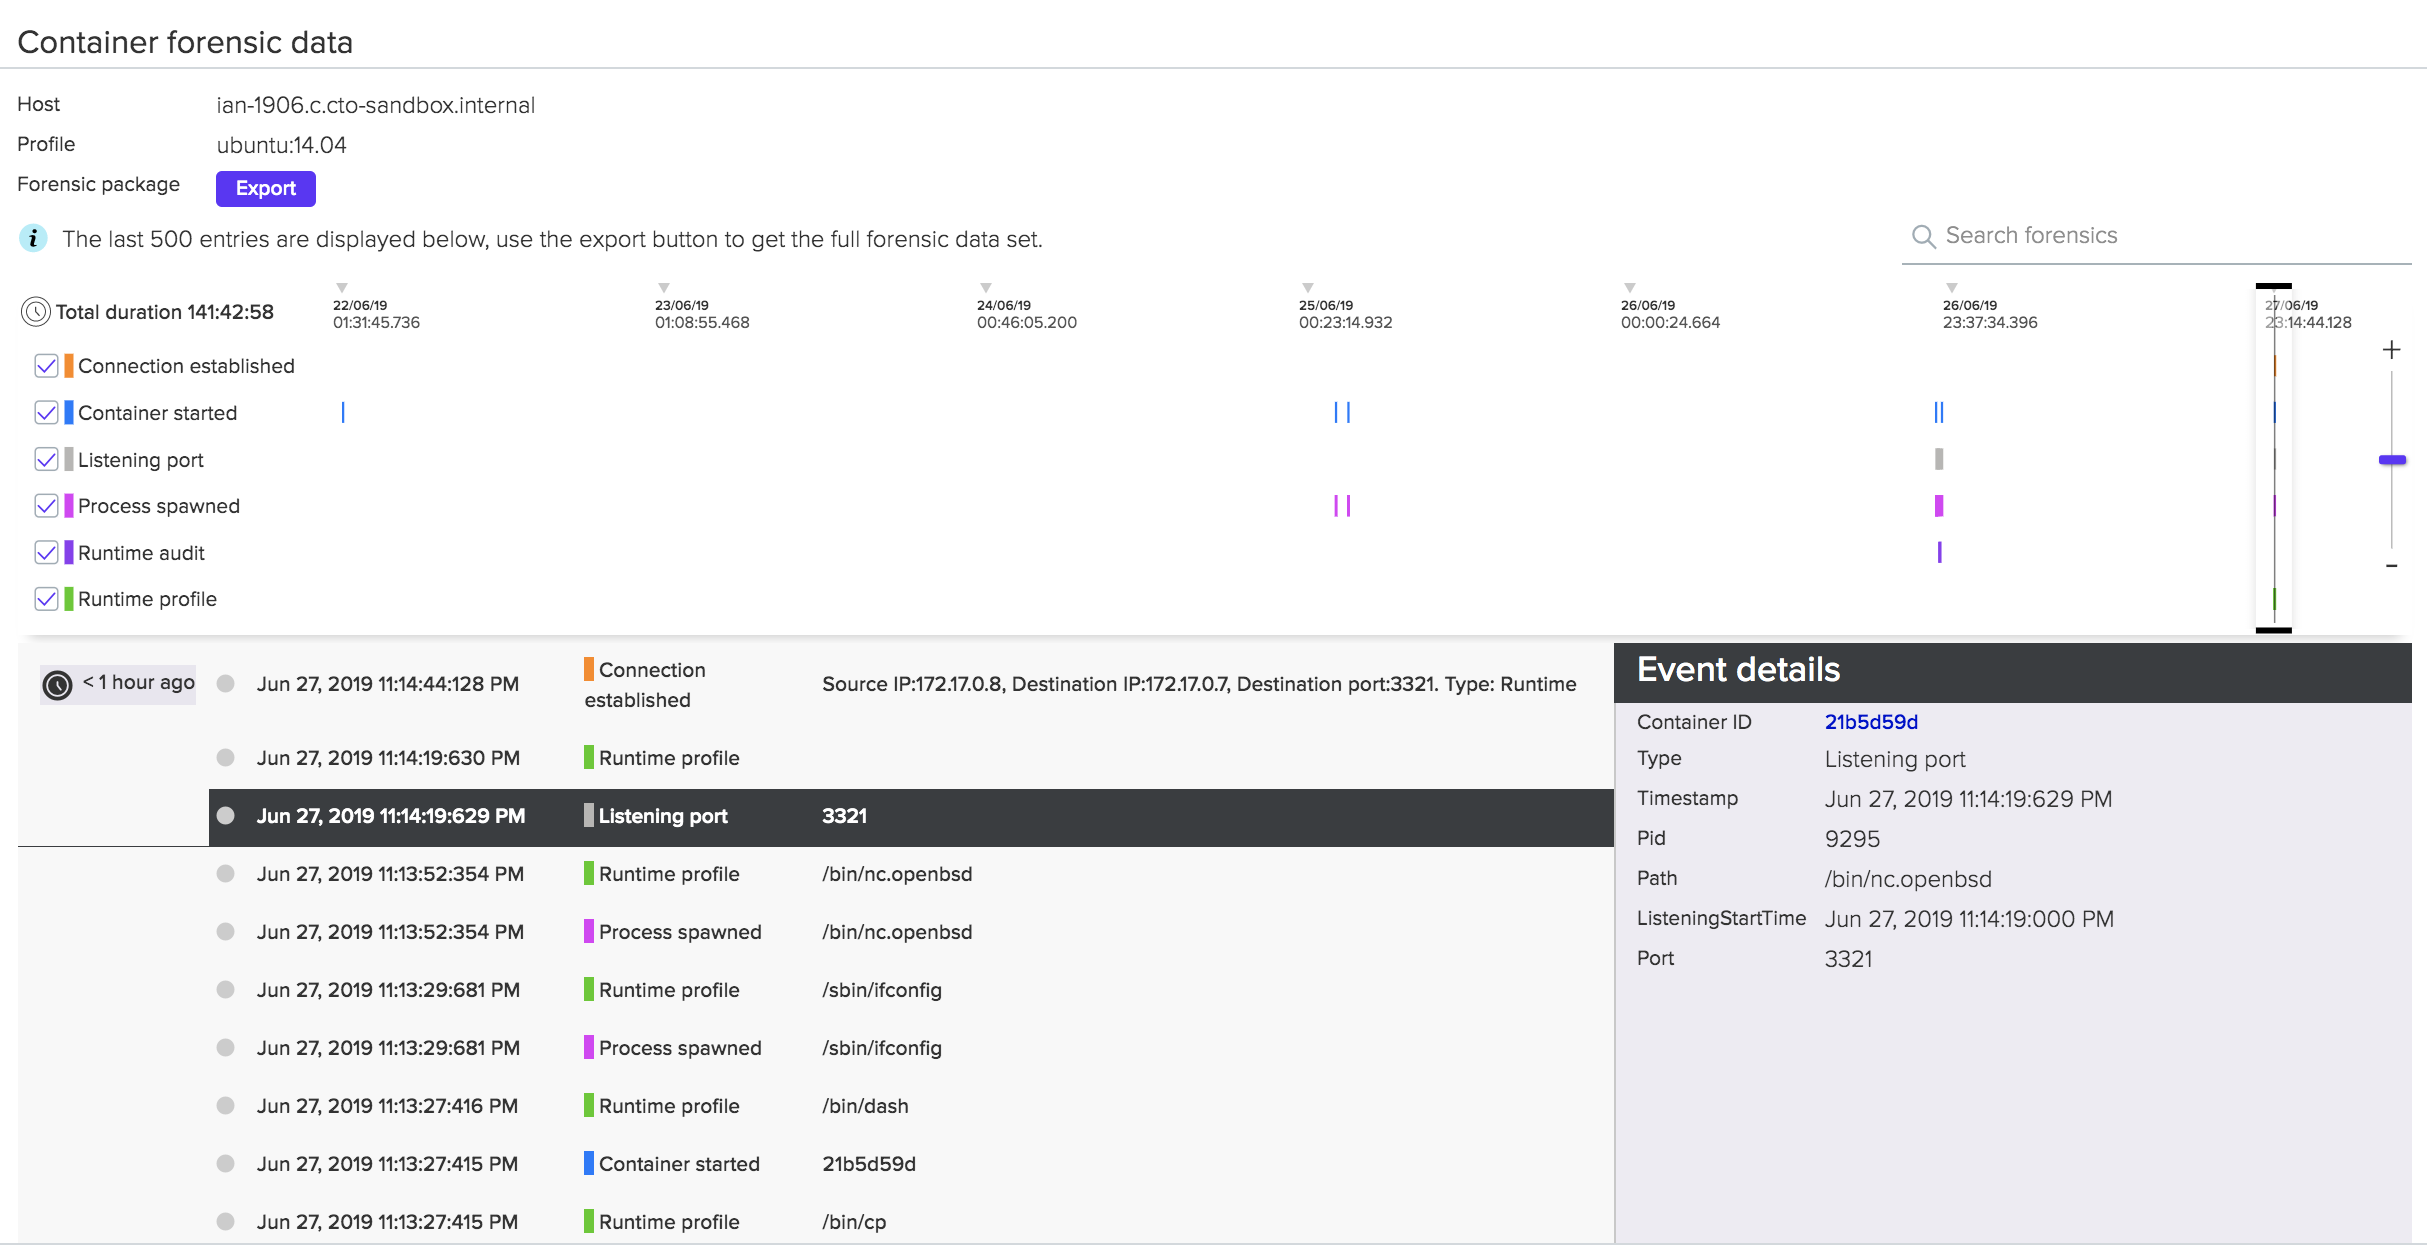 Container forensic data
Host ian-1906.c.cto-sandbox.internal
Profile ubuntu:14.04
Forensic package Export
i The last 500 entries are displayed below, use the export button to get the full forensic data set.
Search forensics
Total duration 141:42:58
22/06/19 23/06/19 24/06/19 25/06/19 26/06/19 26/06/19 27/06/19
01:31:45.736 01:08:55.468 00:46:05.200 00:23:14.932 00:00:24.664 23:37:34.396 23:14:44.128
+
Connection established
Container started
Listening port
Process spawned
Runtime audit
-
Runtime profile
< 1 hour ago Jun 27, 2019 11:14:44:128 PM Connection established Source IP:172.17.0.8, Destination IP:172.17.0.7, Destination port:3321. Type: Runtime
Jun 27, 2019 11:14:19:630 PM Runtime profile
Jun 27, 2019 11:14:19:629 PM Listening port 3321
Jun 27, 2019 11:13:52:354 PM Runtime profile /bin/nc.openbsd
Jun 27, 2019 11:13:52:354 PM Process spawned /bin/nc.openbsd
Jun 27, 2019 11:13:29:681 PM Runtime profile /sbin/ifconfig
Jun 27, 2019 11:13:29:681 PM Process spawned /sbin/ifconfig
Jun 27, 2019 11:13:27:416 PM Runtime profile /bin/dash
Jun 27, 2019 11:13:27:415 PM Container started 21b5d59d
Jun 27, 2019 11:13:27:415 PM Runtime profile /bin/cp
Event details
Container ID 21b5d59d
Type Listening port
Timestamp Jun 27, 2019 11:14:19:629 PM
Pid 9295
Path /bin/nc.openbsd
ListeningStartTime Jun 27, 2019 11:14:19:000 PM
Port 3321